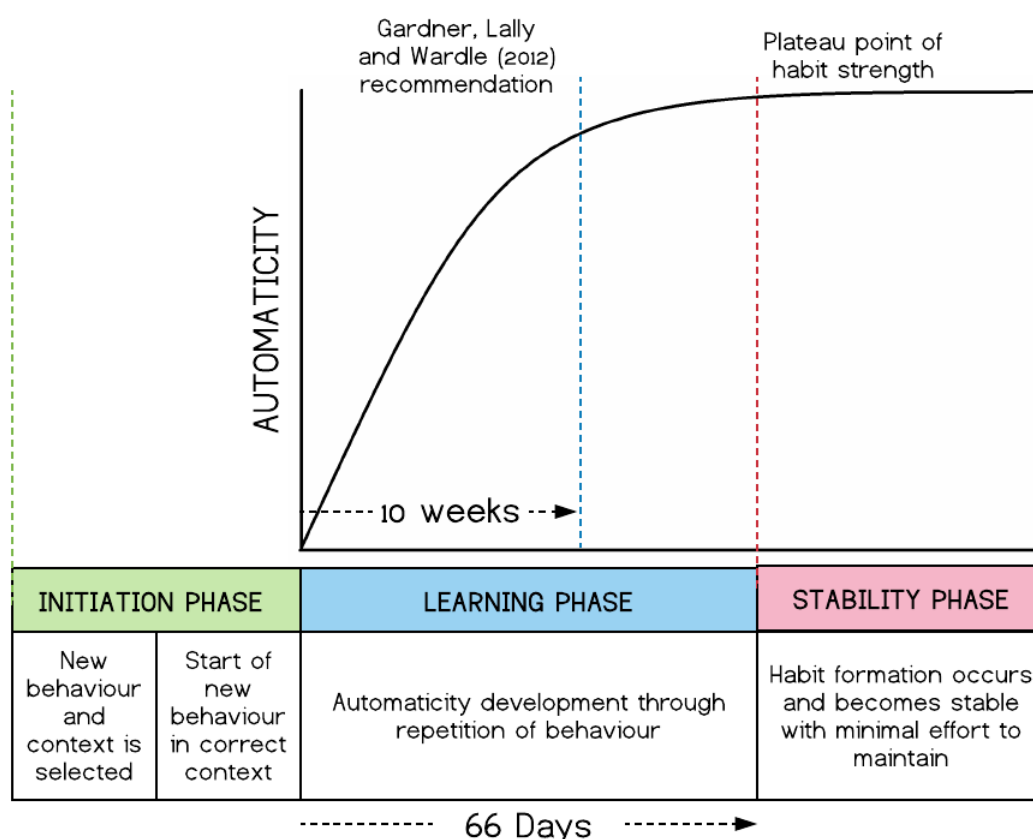 Gardner, Lally
and Wardle (2012)
recommendation
Plateau point of
habit strength
AUTOMATICITY
10 weeks
INITIATION PHASE
LEARNING PHASE
STABILITY PHASE
New
behaviour
and
context is
selected
Start of
new
behaviour
in correct
context
Automaticity development through
repetition of behaviour
Habit formation occurs
and becomes stable
with minimal effort to
maintain
66 Days